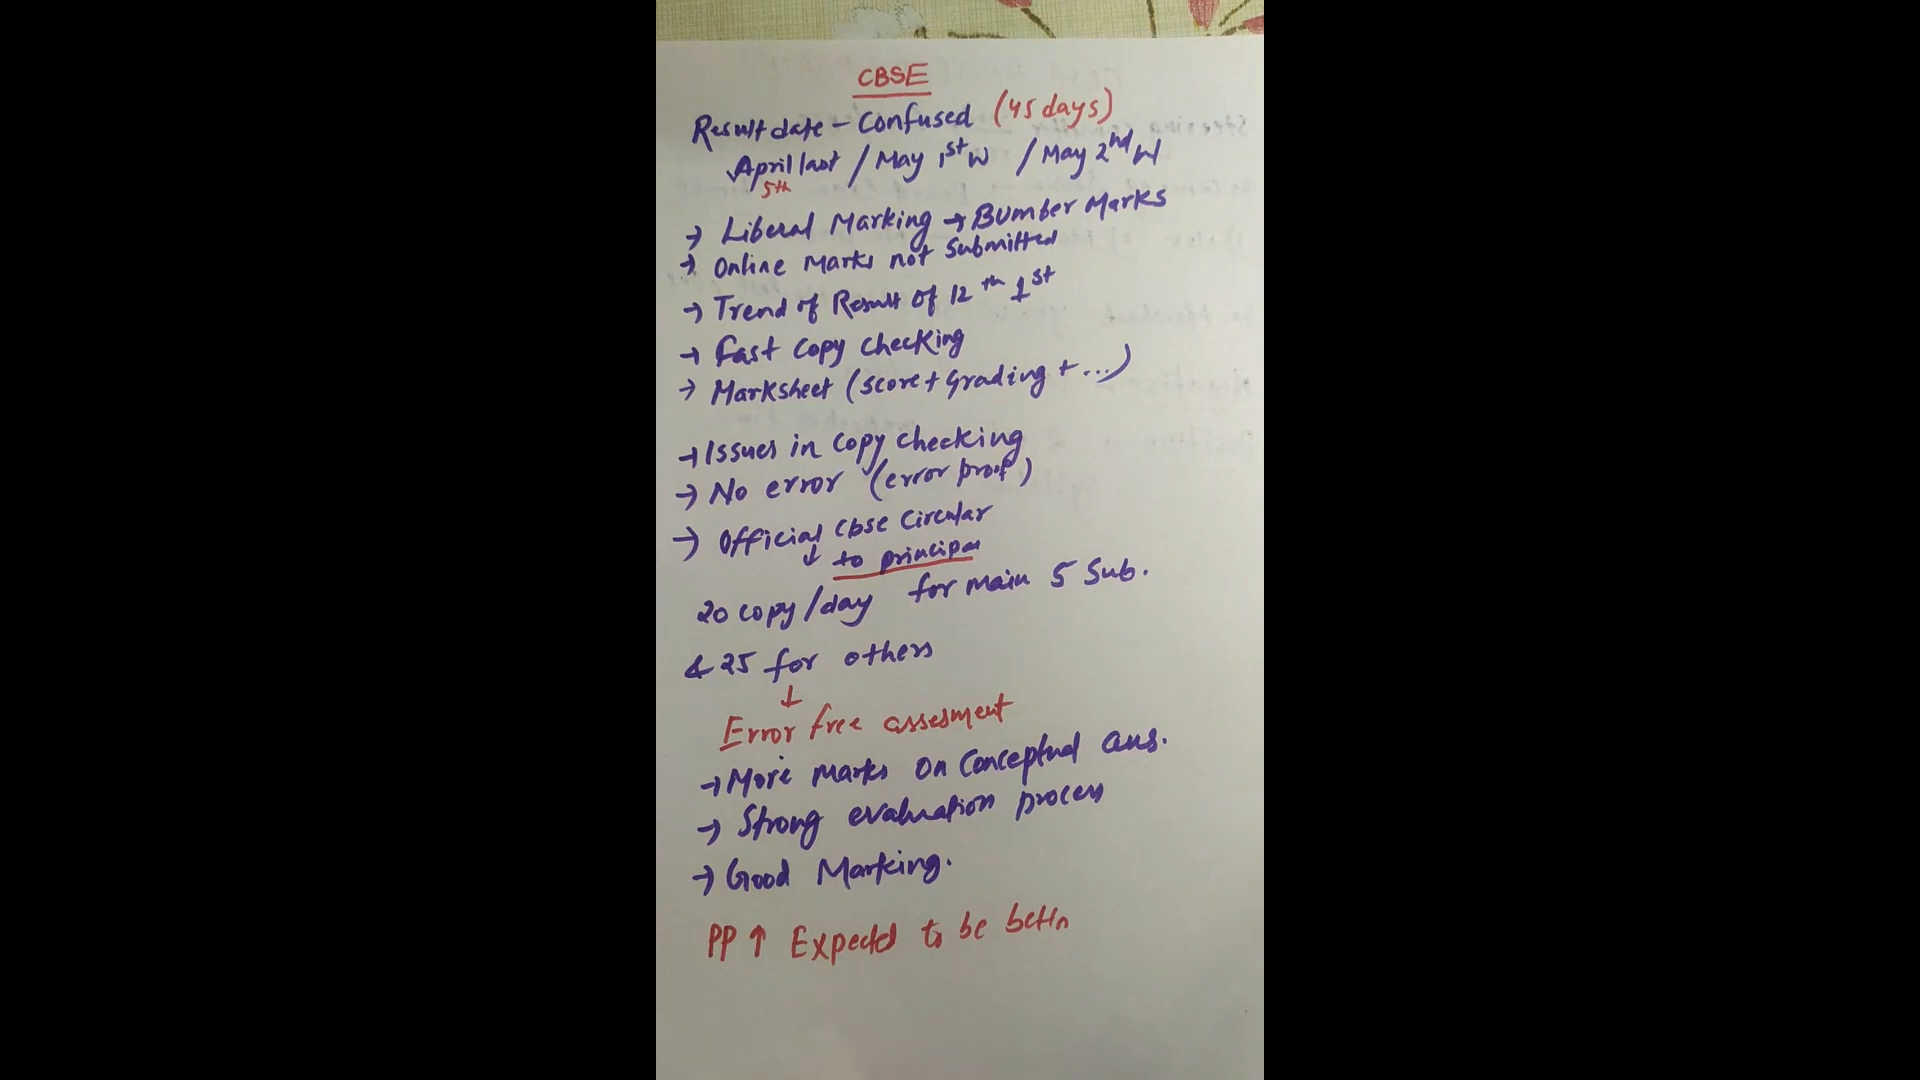 CBSE
Result date - Confused (45 days)
April last / May 1st W / May 2nd W
5th
→ Liberal Marking → Bumber Marks
→ Online Marks not Submitted
→ Trend of Result of 12th 1st
→ Fast Copy Checking
→ Marksheet (score + Grading + ...)
→ Issues in Copy Checking
→ No error (error proof)
→ Official Cbse Circular
↓ to principal
20 copy/day for main 5 Sub.
& 25 for others
↓
Error free assesment
→ More marks on Conceptual ans.
→ Strong evaluation process
→ Good Marking.
PP ↑ Expected to be better